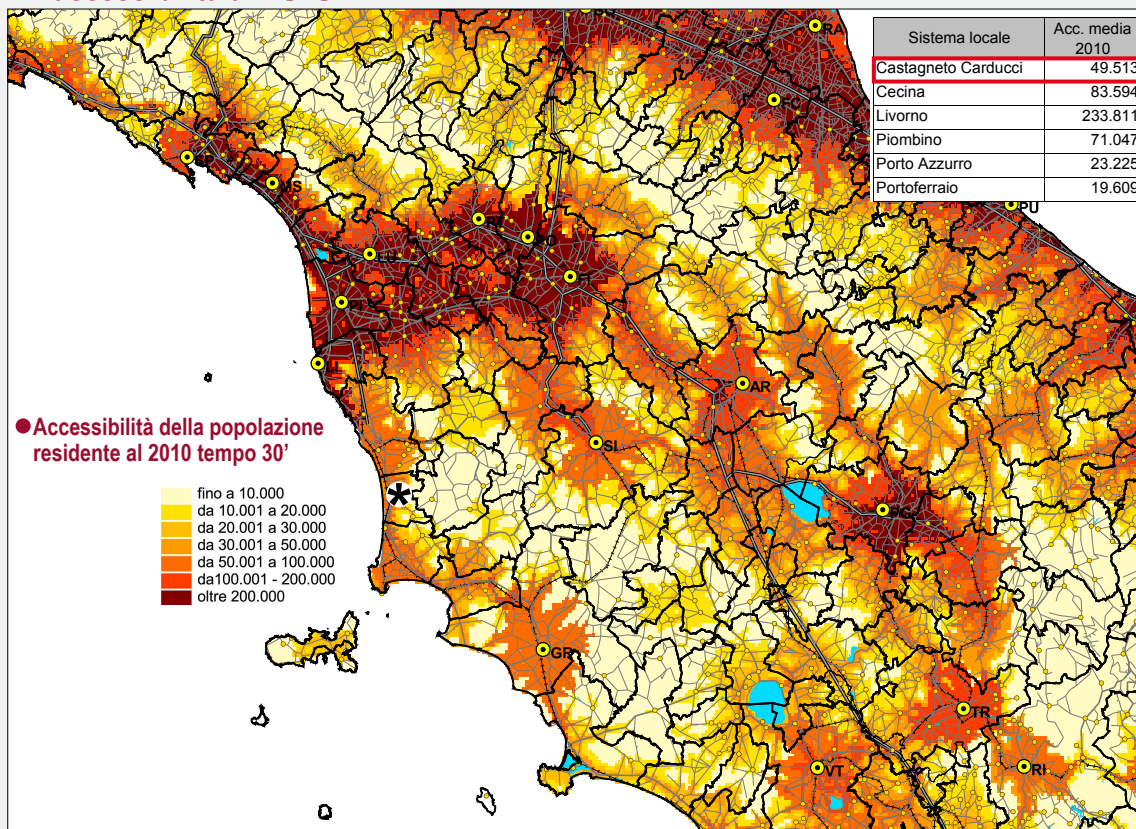 Sistema locale
Acc. media
2010
Castagneto Carducci 49.513
Cecina 83.594
Livorno 233.811
Piombino 71.047
Porto Azzurro 23.225
Portoferraio 19.609
RA
FC
PU
MS
LU
AR
SI
GR
TR
VT
RI
●Accessibilità della popolazione
residente al 2010 tempo 30’
*
fino a 10.000
da 10.001 a 20.000
da 20.001 a 30.000
da 30.001 a 50.000
da 50.001 a 100.000
da100.001 - 200.000
oltre 200.000